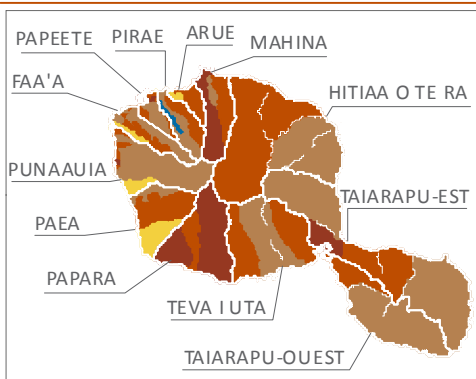 ARUE
PIRAE
MAHINA
PAPEETE
FAA'A
HITIAA O TE RA
PUNAAUIA
TAIARAPU-EST
PAEA
PAPARA
TEVA I UTA
TAIARAPU-OUEST